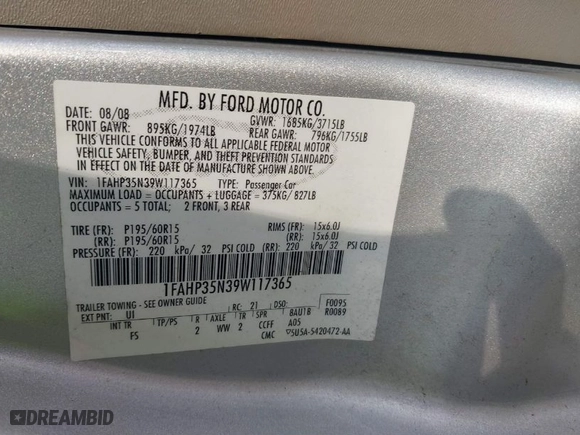 MFD. BY FORD MOTOR CO.
DATE: 08/08 GVWR: 1685KG/3715LB
FRONT GAWR: 895KG/1974LB REAR GAWR: 796KG/1755LB
THIS VEHICLE CONFORMS TO ALL APPLICABLE FEDERAL MOTOR
VEHICLE SAFETY, BUMPER, AND THEFT PREVENTION STANDARDS
IN EFFECT ON THE DATE OF MANUFACTURE SHOWN ABOVE.
VIN: 1FAHP35N39W117365 TYPE: Passenger Car
MAXIMUM LOAD = OCCUPANTS + LUGGAGE = 375KG/ 827LB
OCCUPANTS = 5 TOTAL; 2 FRONT, 3 REAR
TIRE (FR): P195/60R15 RIMS (FR): 15x6.0J
(RR): P195/60R15 (RR): 15x6.0J
PRESSURE (FR): 220 kPa/ 32 PSI COLD (RR): 220 kPa/ 32 PSI COLD
1FAHP35N39W117365
TRAILER TOWING - SEE OWNER GUIDE RC: 21 DSO: F0095
EXT PNT: UI TP/PS R AXLE TR SPR BAUTB R0089
FS 2 WW 2 CCFF A05
CMC 5U5A-5420472-AA
DREAMBID